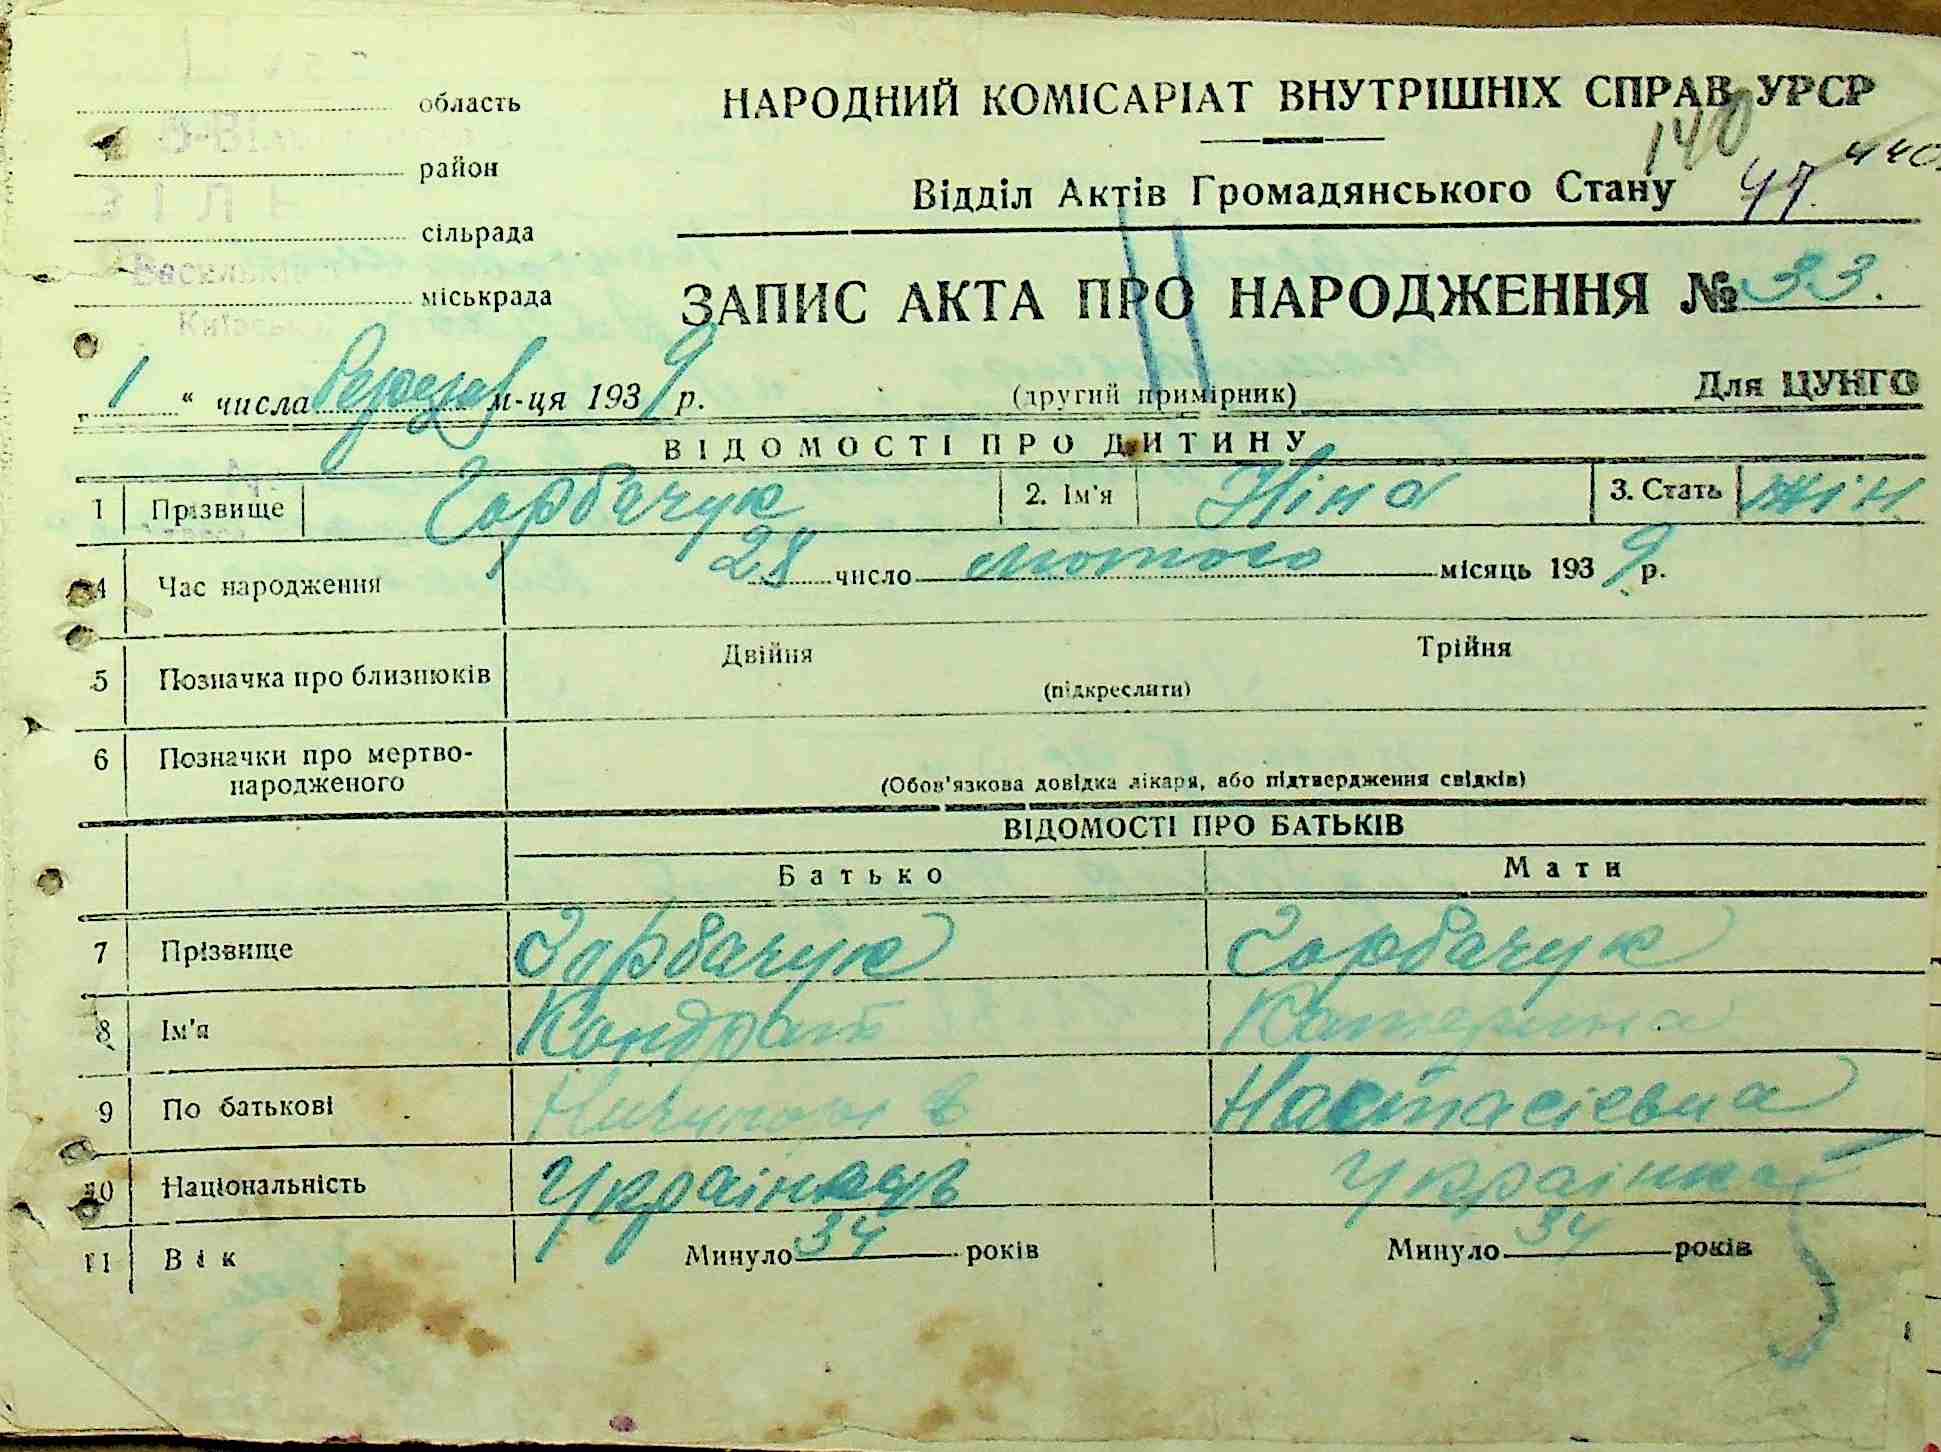 область
район
сільрада
міськрада
НАРОДНИЙ КОМІСАРІАТ ВНУТРІШНІХ СПРАВ УРСР
140
Відділ Актів Громадянського Стану 47 440
ЗАПИС АКТА ПРО НАРОДЖЕННЯ № 33.
„ 1 “ числа березня м-ця 1939 р. (другий примірник) Для ЦУНГО
ВІДОМОСТІ ПРО ДИТИНУ
1 Прізвище Горбачук 2. Ім'я Ніна 3. Стать жін
4 Час народження 28 число лютого місяць 1939 р.
5 Позначка про близнюків Двійня Трійня
(підкреслити)
6 Позначки про мертво-
народженого (Обов'язкова довідка лікаря, або підтвердження свідків)
ВІДОМОСТІ ПРО БАТЬКІВ
Батько Мати
7 Прізвище Горбачук Горбачук
8 Ім'я Кондрат Катерина
9 По батькові Настасієвна
10 Національність Українець Українка
11 Вік Минуло 34 років Минуло 34 років